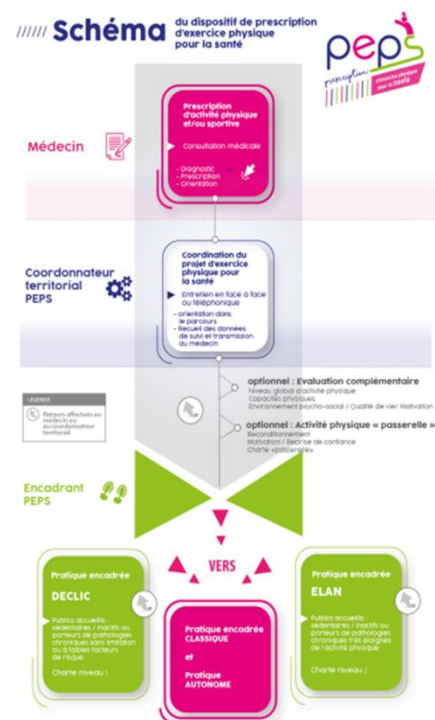 Schéma
du dispositif de prescription
d'exercice physique
pour la santé
peps
prescription
d'exercice physique
pour la santé
Médecin
Prescription
d'activité physique
et/ou sportive
Consultation médicale
- Diagnostic
- Prescription
- Orientation
Coordonnateur
territorial
PEPS
Coordination du
projet d'exercice
physique pour
la santé
Entretien en face à face
ou téléphonique
- orientation dans
le parcours
- Recueil des données
de suivi et transmission
au médecin
optionnel : Evaluation complémentaire
Niveau global d'activité physique
Capacités physiques
Environnement psycho-social / Qualité de vie/ Motivation
optionnel : Activité physique « passerelle »
Reconditionnement
Motivation / Reprise de confiance
Charte «passerelle»
LEGENDE
Retours effectués au
médecin ou
au coordonnateur
territorial
Encadrant
PEPS
VERS
Pratique encadrée
DECLIC
Publics accueillis :
sédentaires / inactifs ou
porteurs de pathologies
chroniques sans limitation
ou à faibles facteurs
de risque
Charte niveau 1
Pratique encadrée
CLASSIQUE
et
Pratique
AUTONOME
Pratique encadrée
ELAN
Publics accueillis :
sédentaires / inactifs ou
porteurs de pathologies
chroniques très éloignés
de l'activité physique
Charte niveau 2